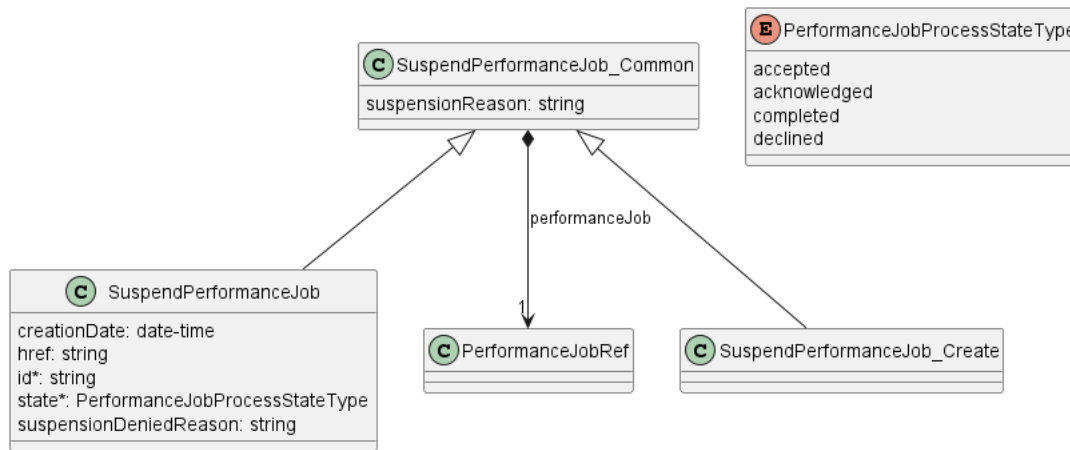 C SuspendPerformanceJob_Common
suspensionReason: string
E PerformanceJobProcessStateType
accepted
acknowledged
completed
declined
performanceJob
1
C SuspendPerformanceJob
creationDate: date-time
href: string
id*: string
state*: PerformanceJobProcessStateType
suspensionDeniedReason: string
C PerformanceJobRef
C SuspendPerformanceJob_Create